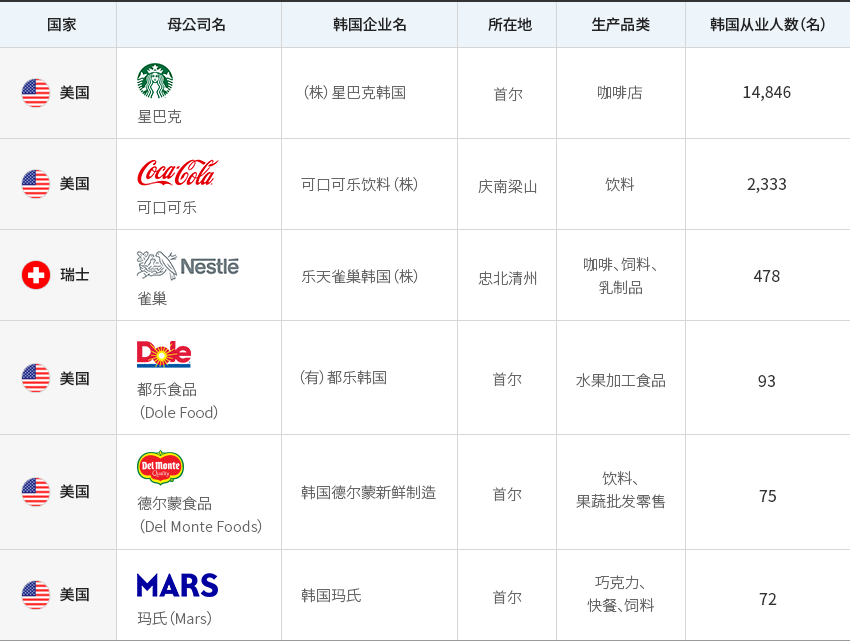 国家 母公司名 韩国企业名 所在地 生产品类 韩国从业人数(名)
美国 星巴克 (株)星巴克韩国 首尔 咖啡店 14,846
Coca-Cola
美国 可口可乐 可口可乐饮料(株) 庆南梁山 饮料 2,333
Nestlé
瑞士 雀巢 乐天雀巢韩国(株) 忠北清州 咖啡、饲料、
乳制品
478
Dole
美国 都乐食品
(Dole Food)
(有)都乐韩国 首尔 水果加工食品 93
Del Monte
Quality
美国 德尔蒙食品
(Del Monte Foods)
韩国德尔蒙新鲜制造 首尔 饮料、
果蔬批发零售
75
MARS
美国 玛氏(Mars) 韩国玛氏 首尔 巧克力、
快餐、饲料
72